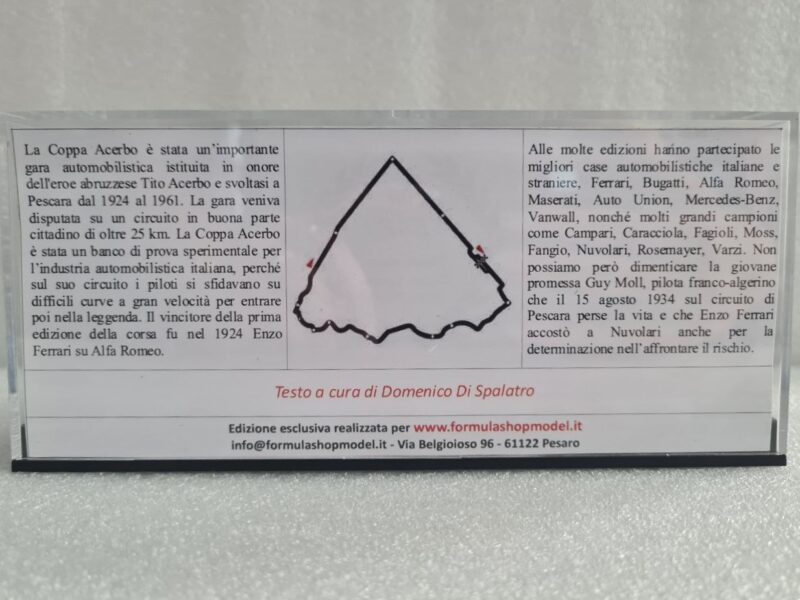 La Coppa Acerbo è stata un'importante
gara automobilistica istituita in onore
dell'eroe abruzzese Tito Acerbo e svoltasi a
Pescara dal 1924 al 1961. La gara veniva
disputata su un circuito in buona parte
cittadino di oltre 25 km. La Coppa Acerbo
è stata un banco di prova sperimentale per
l'industria automobilistica italiana, perché
sul suo circuito i piloti si sfidavano su
difficili curve a gran velocità per entrare
poi nella leggenda. Il vincitore della prima
edizione della corsa fu nel 1924 Enzo
Ferrari su Alfa Romeo.
Alle molte edizioni hanno partecipato le
migliori case automobilistiche italiane e
straniere, Ferrari, Bugatti, Alfa Romeo,
Maserati, Auto Union, Mercedes-Benz,
Vanwall, nonché molti grandi campioni
come Campari, Caracciola, Fagioli, Moss,
Fangio, Nuvolari, Rosemayer, Varzi. Non
possiamo però dimenticare la giovane
promessa Guy Moll, pilota franco-algerino
che il 15 agosto 1934 sul circuito di
Pescara perse la vita e che Enzo Ferrari
accostò a Nuvolari anche per la
determinazione nell'affrontare il rischio.
Testo a cura di Domenico Di Spalatro
Edizione esclusiva realizzata per www.formulashopmodel.it
info@formulashopmodel.it - Via Belgioioso 96 - 61122 Pesaro